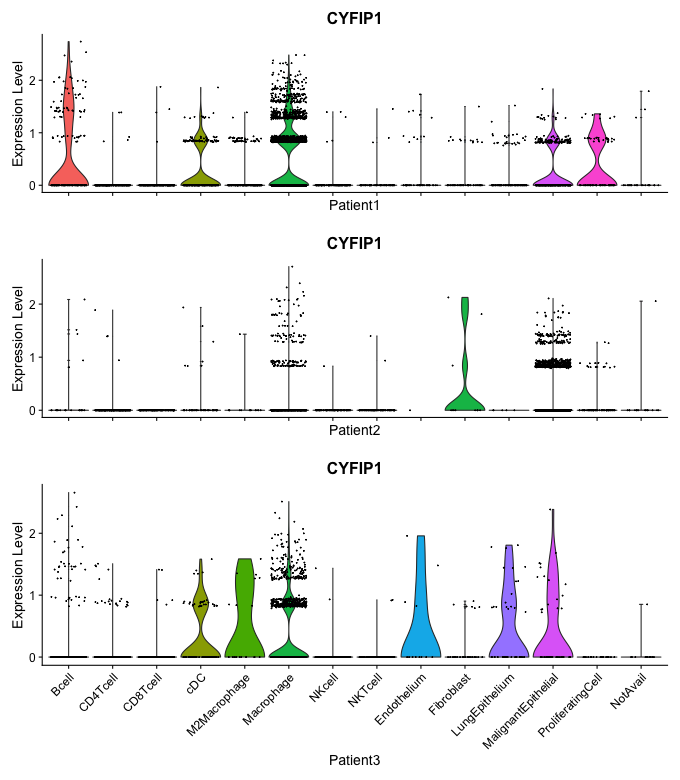 CYFIP1
Expression Level
2
1
0
Patient1
CYFIP1
Expression Level
2
1
0
Patient2
CYFIP1
Expression Level
2
1
0
Bcell
CD4Tcell
CD8Tcell
cDC
M2Macrophage
Macrophage
NKcell
NKTcell
Endothelium
Fibroblast
LungEpithelium
MalignantEpithelial
ProliferatingCell
NotAvail
Patient3